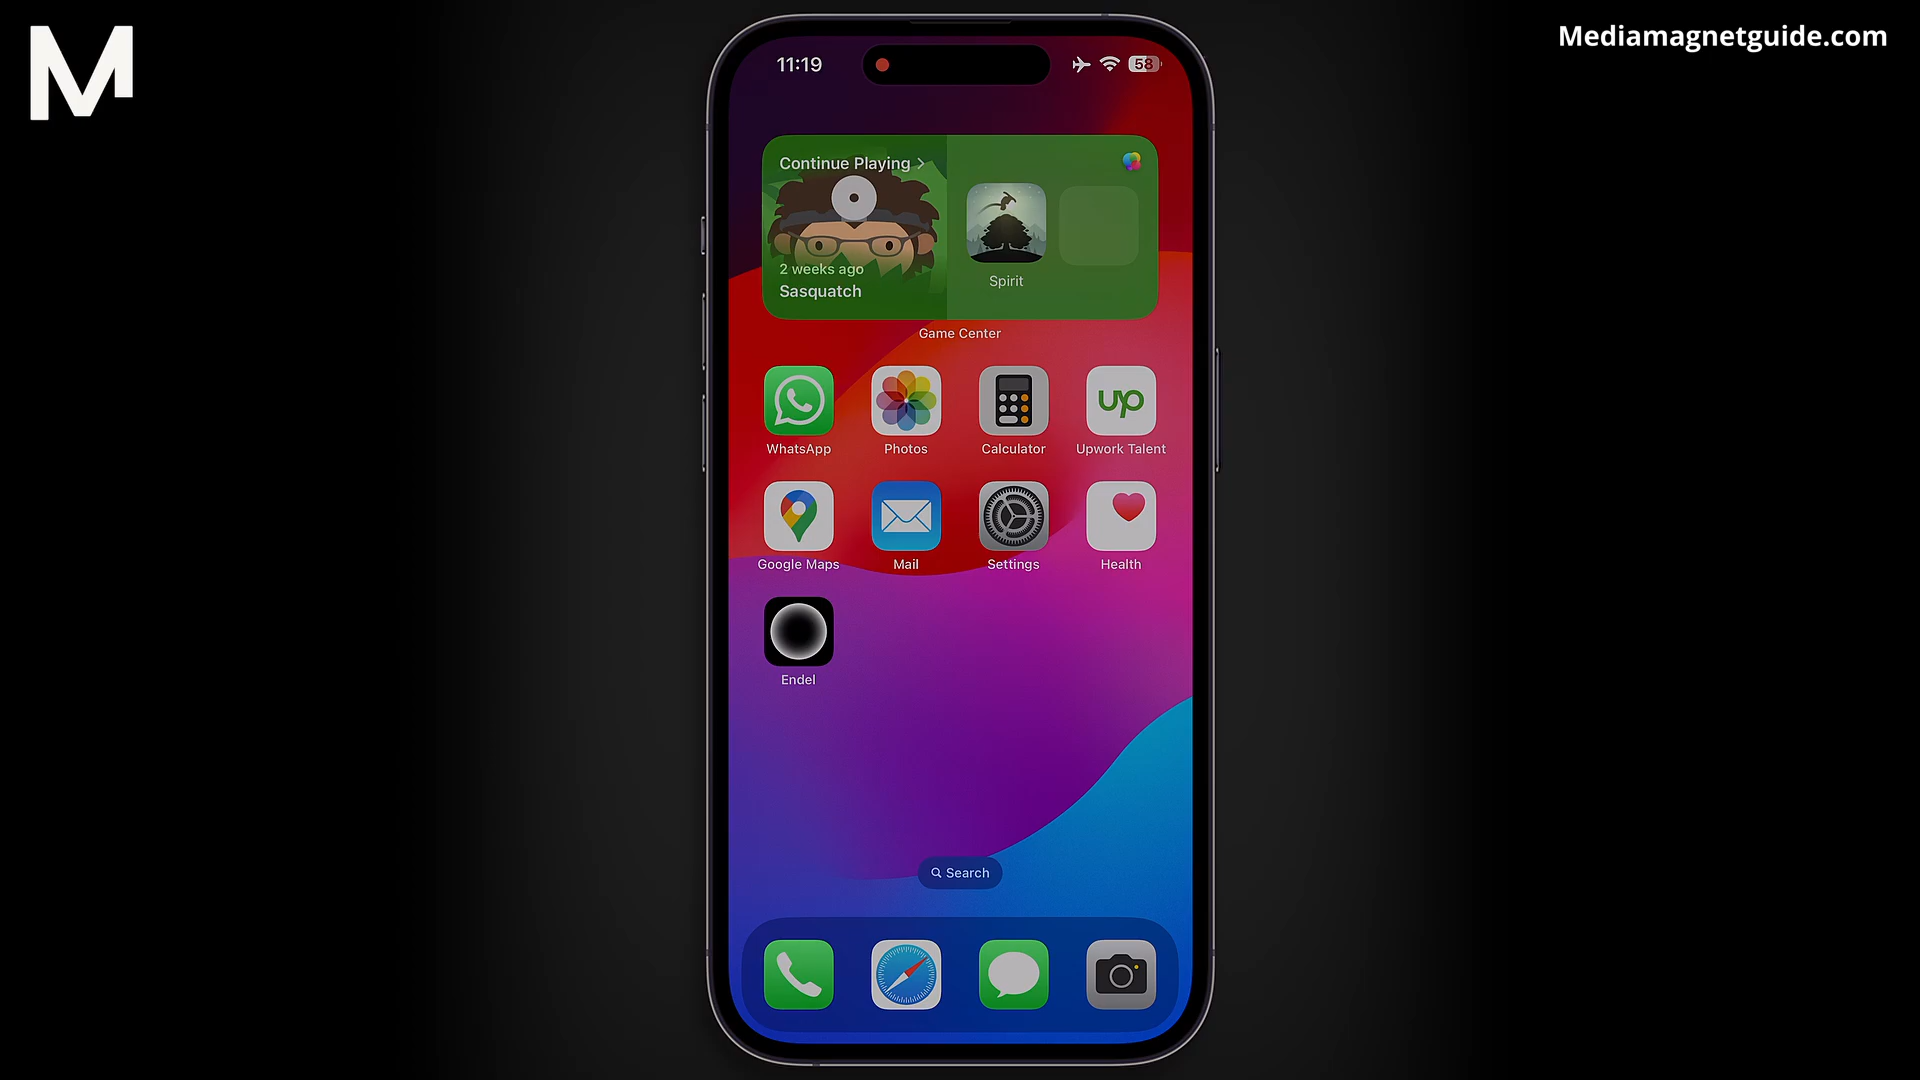 M
Mediamagnetguide.com
11:19
58
Continue Playing
2 weeks ago
Sasquatch
Spirit
Game Center
WhatsApp
Photos
Calculator
up
Upwork Talent
Google Maps
Mail
Settings
Health
Endel
Search